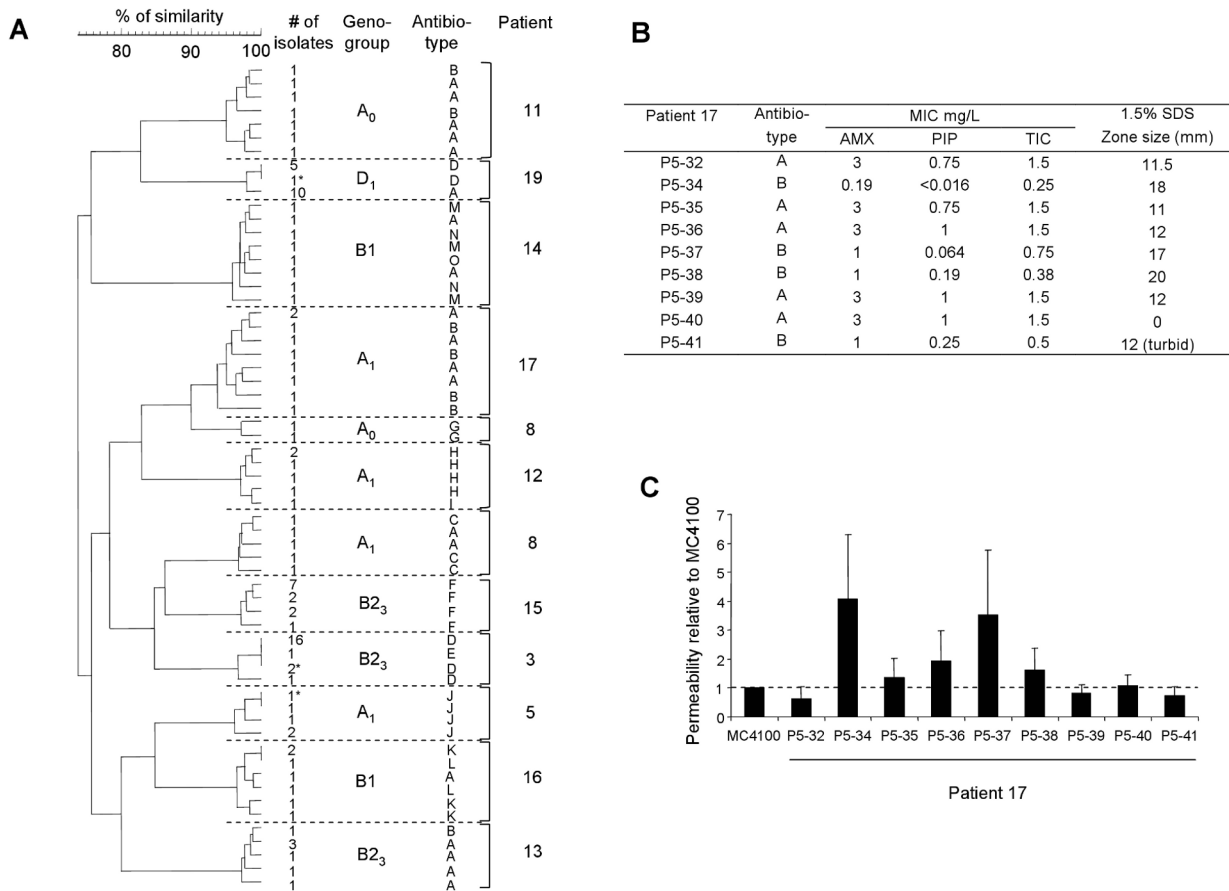 A
% of similarity
80 90 100
# of isolates
Geno-group
Antibio-type
Patient
1 B
1 A
1 A
1 B
1 A
1 A
1 A
A0
11
5 D
1* D
10 A
D1
19
1 M
1 A
1 N
1 M
1 O
1 A
1 N
1 M
B1
14
2 A
1 B
1 A
1 B
1 A
1 A
1 B
1 B
A1
17
1 G
1 G
A0
8
2 H
1 H
1 H
1 H
1 I
A1
12
1 C
1 A
1 A
1 C
1 C
A1
8
7 F
2 F
2 F
1 F
B23
15
16 D
1 E
2* D
1 D
B23
3
1* J
1 J
1 J
2 J
A1
5
2 K
1 L
1 A
1 L
1 K
1 K
B1
16
1 B
3 A
1 A
1 A
1 A
B23
13
B
Patient 17 Antibio- MIC mg/L 1.5% SDS
type AMX PIP TIC Zone size (mm)
P5-32 A 3 0.75 1.5 11.5
P5-34 B 0.19 <0.016 0.25 18
P5-35 A 3 0.75 1.5 11
P5-36 A 3 1 1.5 12
P5-37 B 1 0.064 0.75 17
P5-38 B 1 0.19 0.38 20
P5-39 A 3 1 1.5 12
P5-40 A 3 1 1.5 0
P5-41 B 1 0.25 0.5 12 (turbid)
C
Permeability relative to MC4100
7
6
5
4
3
2
1
0
MC4100 P5-32 P5-34 P5-35 P5-36 P5-37 P5-38 P5-39 P5-40 P5-41
Patient 17